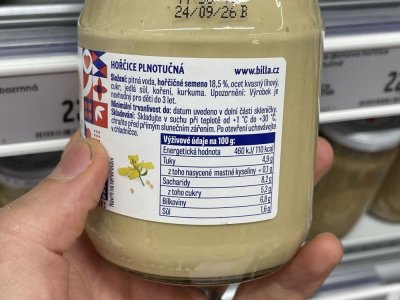 24/09/26 B
HOŘČICE PLNOTUČNÁ
www.billa.cz
Složení: pitná voda, hořčičné semeno 18,5 %, ocet kvasný lihový,
cukr, jedlá sůl, koření, kurkuma. Upozornění: Výrobek je
nevhodný pro děti do 3 let.
Minimální trvanlivost do: datum uvedeno v dolní části skleničky.
Skladování: Skladujte v suchu při teplotě od +1 °C do +30 °C,
chraňte před přímým slunečním zářením. Po otevření uchovávejte
v chladničce.
Výživové údaje na 100 g:
Energetická hodnota 460 kJ/110 kcal
Tuky 4,9 g
z toho nasycené mastné kyseliny < 0,1 g
Sacharidy 8,2 g
z toho cukry 5,2 g
Bílkoviny 6,8 g
Sůl 1,6 g